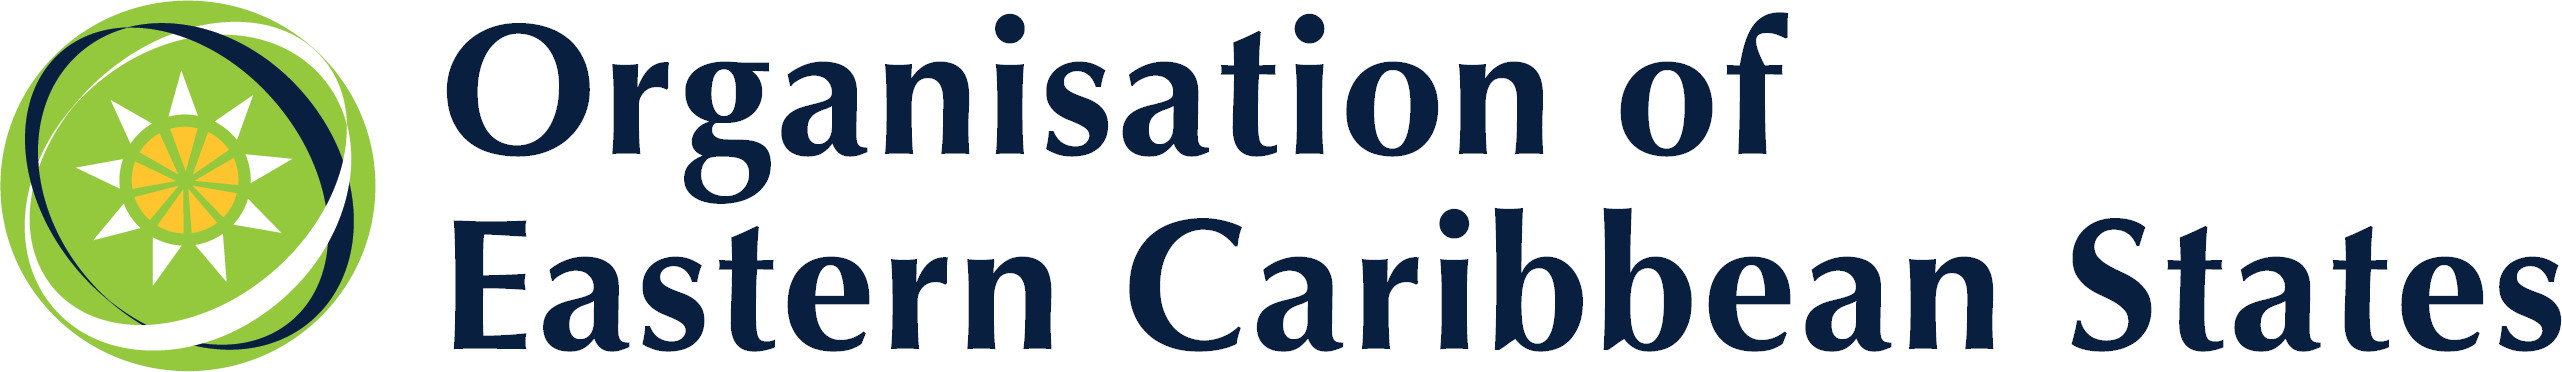 Organisation of
Eastern Caribbean States